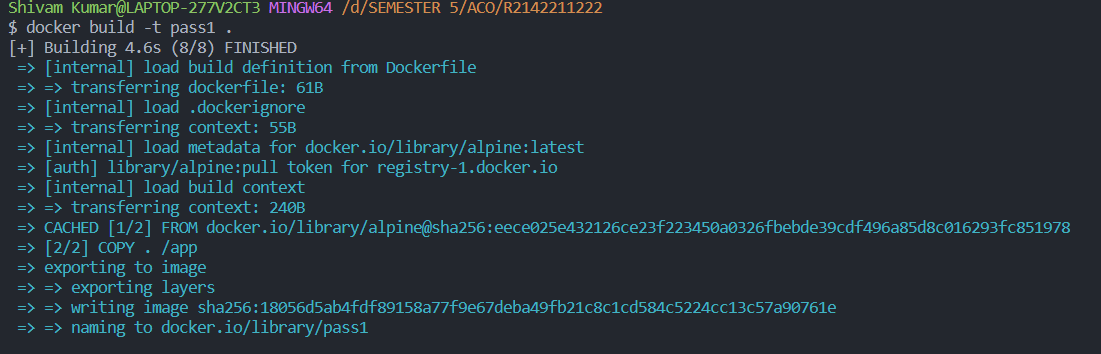 Shivam Kumar@LAPTOP-277V2CT3 MINGW64 /d/SEMESTER 5/ACO/R2142211222
$ docker build -t pass1 .
[+] Building 4.6s (8/8) FINISHED
=> [internal] load build definition from Dockerfile
=> => transferring dockerfile: 61B
=> [internal] load .dockerignore
=> => transferring context: 55B
=> [internal] load metadata for docker.io/library/alpine:latest
=> [auth] library/alpine:pull token for registry-1.docker.io
=> [internal] load build context
=> => transferring context: 240B
=> CACHED [1/2] FROM docker.io/library/alpine@sha256:eece025e432126ce23f223450a0326fbebde39cdf496a85d8c016293fc851978
=> [2/2] COPY . /app
=> exporting to image
=> => exporting layers
=> => writing image sha256:18056d5ab4fdf89158a77f9e67deba49fb21c8c1cd584c5224cc13c57a90761e
=> => naming to docker.io/library/pass1